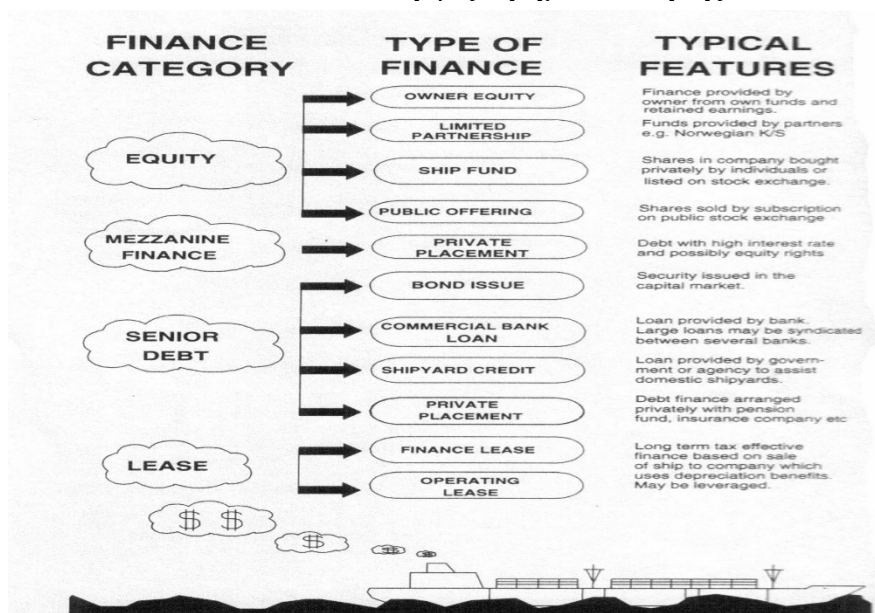 FINANCE
CATEGORY
TYPE OF
FINANCE
TYPICAL
FEATURES
EQUITY
OWNER EQUITY
Finance provided by
owner from own funds and
retained earnings.
LIMITED
PARTNERSHIP
Funds provided by partners
e.g. Norwegian K/S
SHIP FUND
Shares in company bought
privately by individuals or
listed on stock exchange.
PUBLIC OFFERING
Shares sold by subscription
on public stock exchange
MEZZANINE
FINANCE
PRIVATE
PLACEMENT
Debt with high interest rate
and possibly equity rights
SENIOR
DEBT
BOND ISSUE
Security issued in the
capital market.
COMMERCIAL BANK
LOAN
Loan provided by bank.
Large loans may be syndicated
between several banks.
SHIPYARD CREDIT
Loan provided by govern-
ment or agency to assist
domestic shipyards.
PRIVATE
PLACEMENT
Debt finance arranged
privately with pension
fund, insurance company etc
LEASE
FINANCE LEASE
OPERATING
LEASE
Long term tax effective
finance based on sale
of ship to company which
uses depreciation benefits.
May be leveraged.
$ $
$